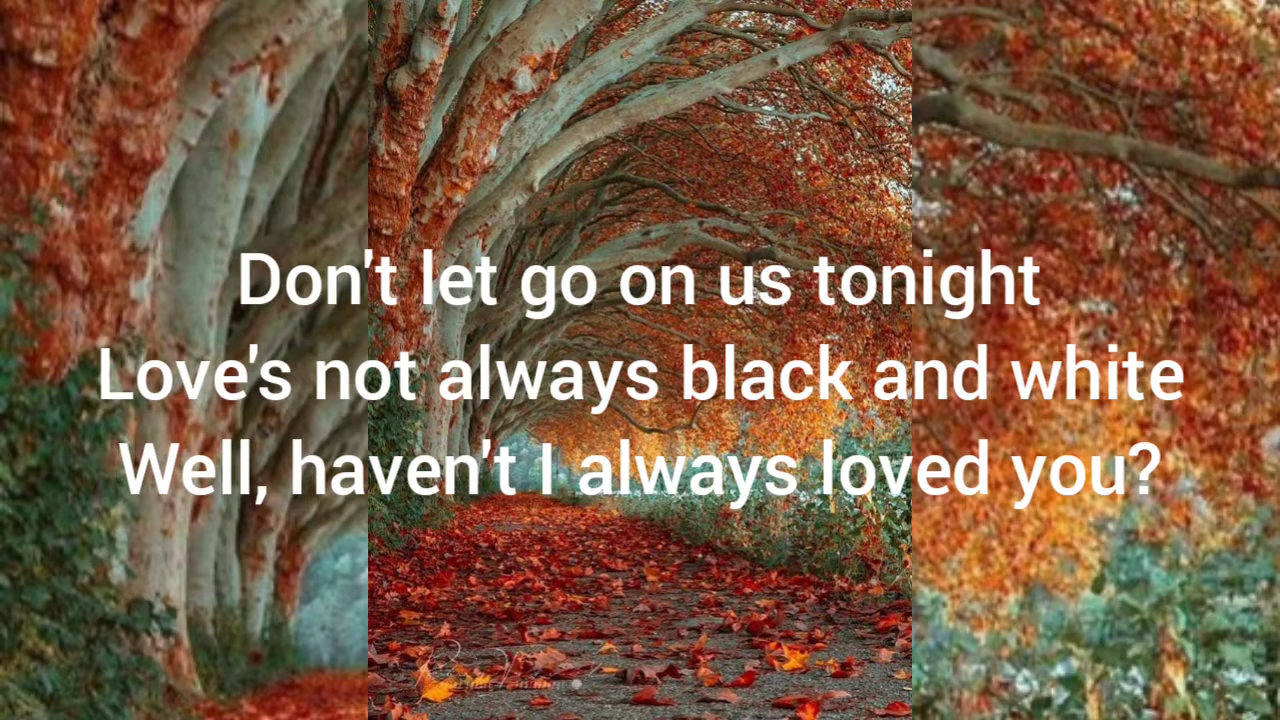 Don't let go on us tonight
Love's not always black and white
Well, haven't I always loved you?